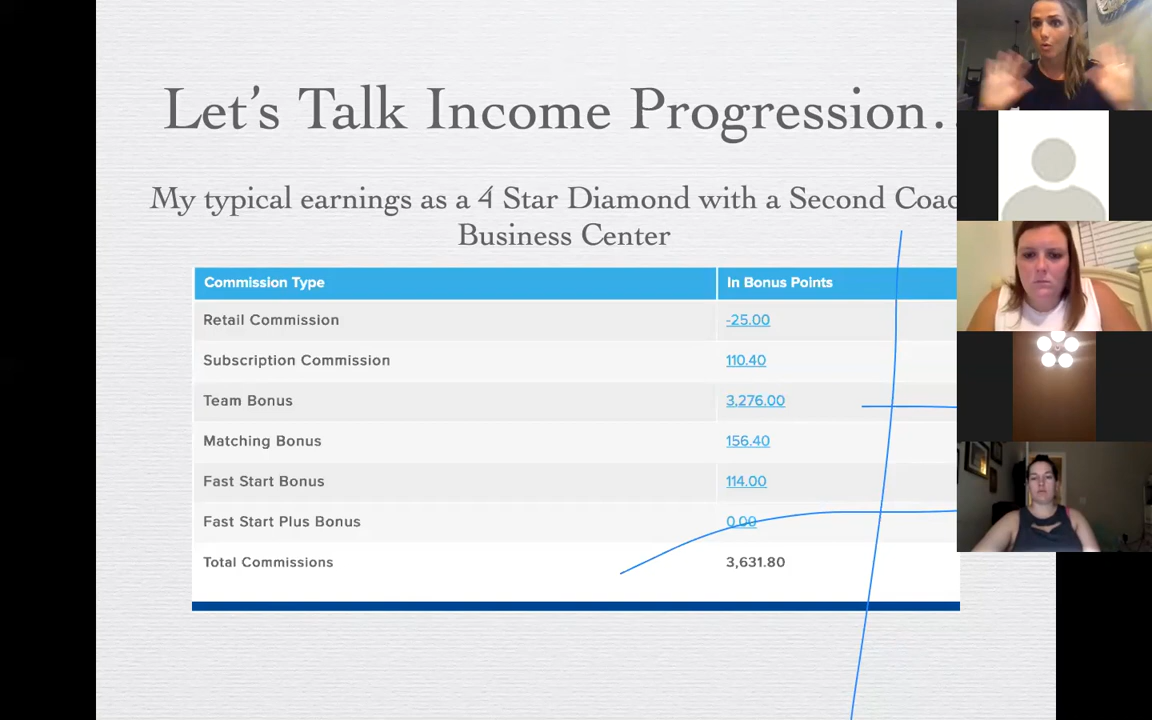 Let's Talk Income Progression.
My typical earnings as a 4 Star Diamond with a Second
Business Center
Commission Type In Bonus Points
Retail Commission -25.00
Subscription Commission 110.40
Team Bonus 3,276.00
Matching Bonus 156.40
Fast Start Bonus 114.00
Fast Start Plus Bonus 0.00
Total Commissions 3,631.80